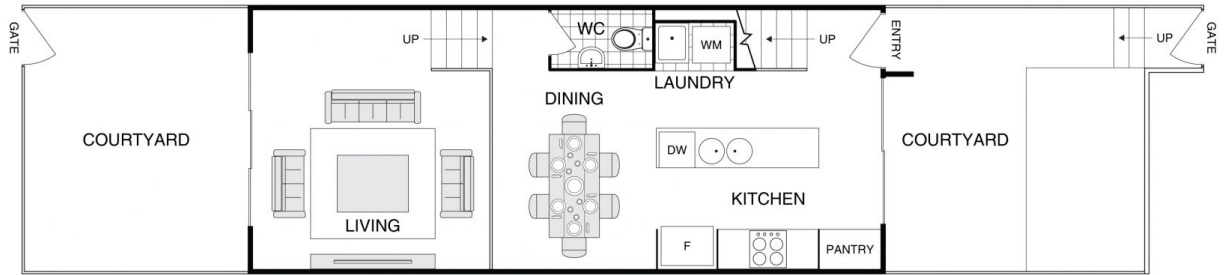 GATE
UP
WC
WM
UP
ENTRY
UP
GATE
LAUNDRY
DINING
COURTYARD
DW
COURTYARD
KITCHEN
LIVING
F
PANTRY